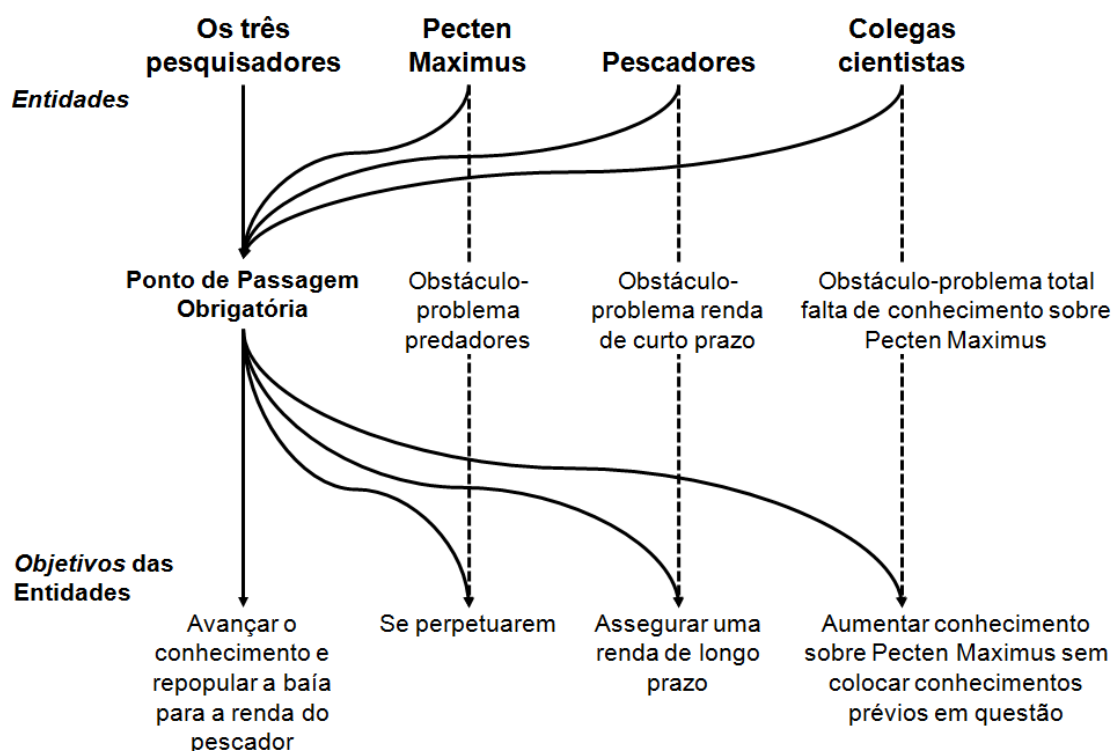 Os três
pesquisadores
Pecten
Maximus
Pescadores
Colegas
cientistas
Entidades
Ponto de Passagem
Obrigatória
Obstáculo-
problema
predadores
Obstáculo-
problema renda
de curto prazo
Obstáculo-problema total
falta de conhecimento sobre
Pecten Maximus
Objetivos das
Entidades
Avançar o
conhecimento e
repopular a baía
para a renda do
pescador
Se perpetuarem
Assegurar uma
renda de longo
prazo
Aumentar conhecimento
sobre Pecten Maximus sem
colocar conhecimentos
prévios em questão